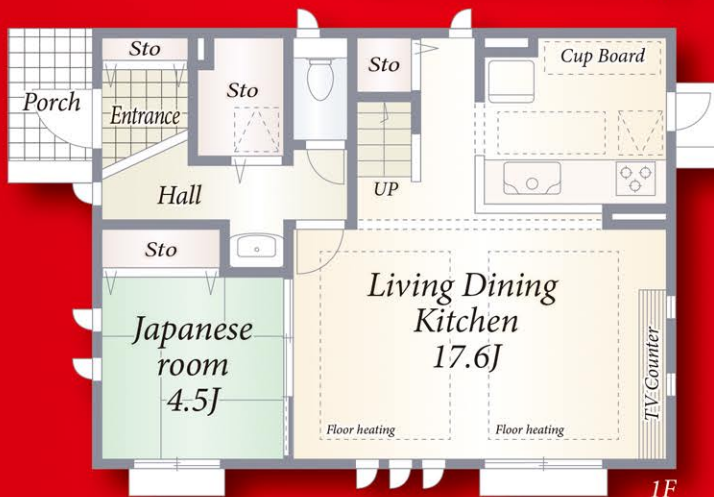 Sto
Sto
Sto
Cup Board
Porch
Entrance
Hall
UP
Sto
Japanese
room
4.5J
Living Dining
Kitchen
17.6J
TV Counter
Floor heating
Floor heating
1F